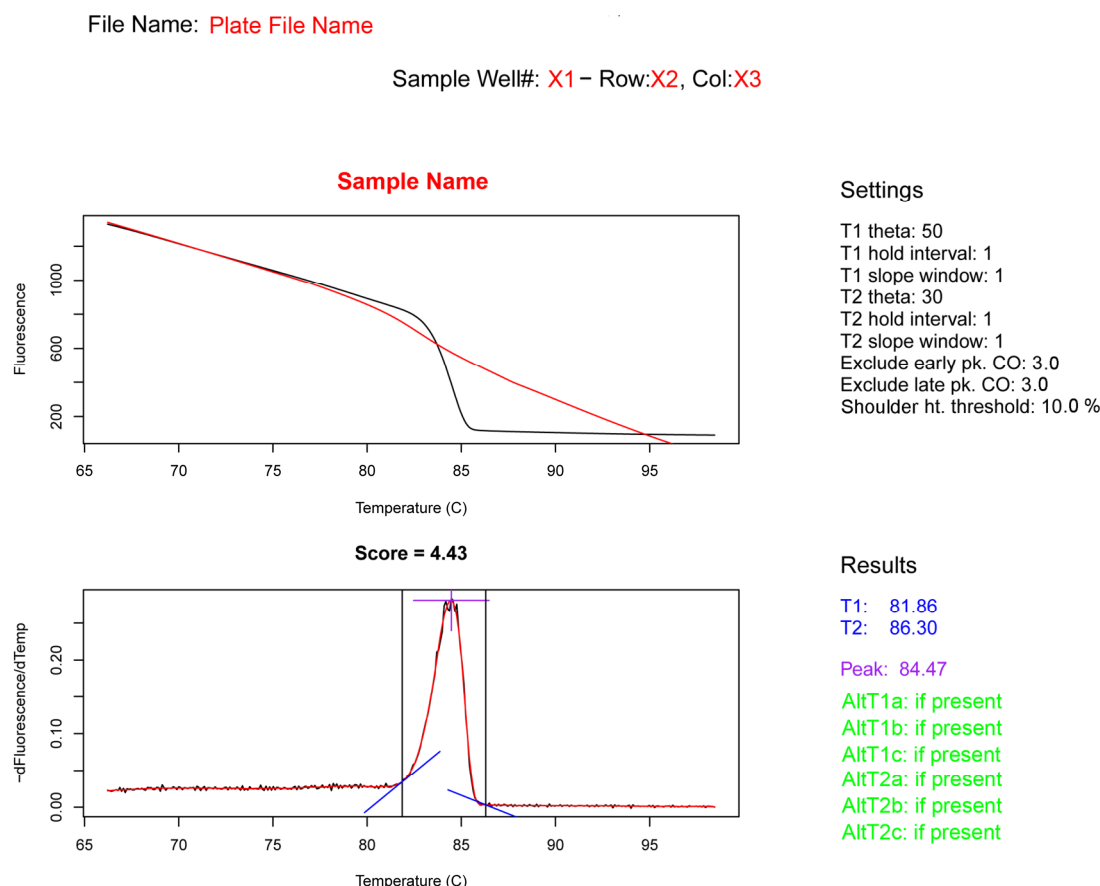 File Name: Plate File Name
Sample Well#: X1 − Row:X2, Col:X3
Sample Name
Fluorescence
200
600
1000
65
70
75
80
85
90
95
Temperature (C)
Settings
T1 theta: 50
T1 hold interval: 1
T1 slope window: 1
T2 theta: 30
T2 hold interval: 1
T2 slope window: 1
Exclude early pk. CO: 3.0
Exclude late pk. CO: 3.0
Shoulder ht. threshold: 10.0 %
Score = 4.43
−dFluorescence/dTemp
0.00
0.10
0.20
65
70
75
80
85
90
95
Temperature (C)
Results
T1: 81.86
T2: 86.30
Peak: 84.47
AltT1a: if present
AltT1b: if present
AltT1c: if present
AltT2a: if present
AltT2b: if present
AltT2c: if present